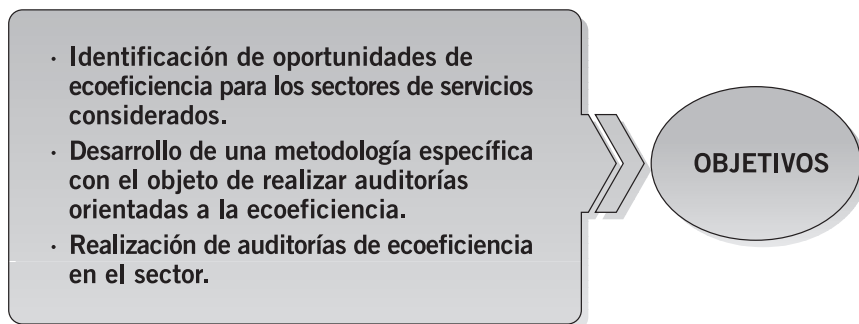 · Identificación de oportunidades de
ecoeficiencia para los sectores de servicios
considerados.
· Desarrollo de una metodología específica
con el objeto de realizar auditorías
orientadas a la ecoeficiencia.
· Realización de auditorías de ecoeficiencia
en el sector.
OBJETIVOS